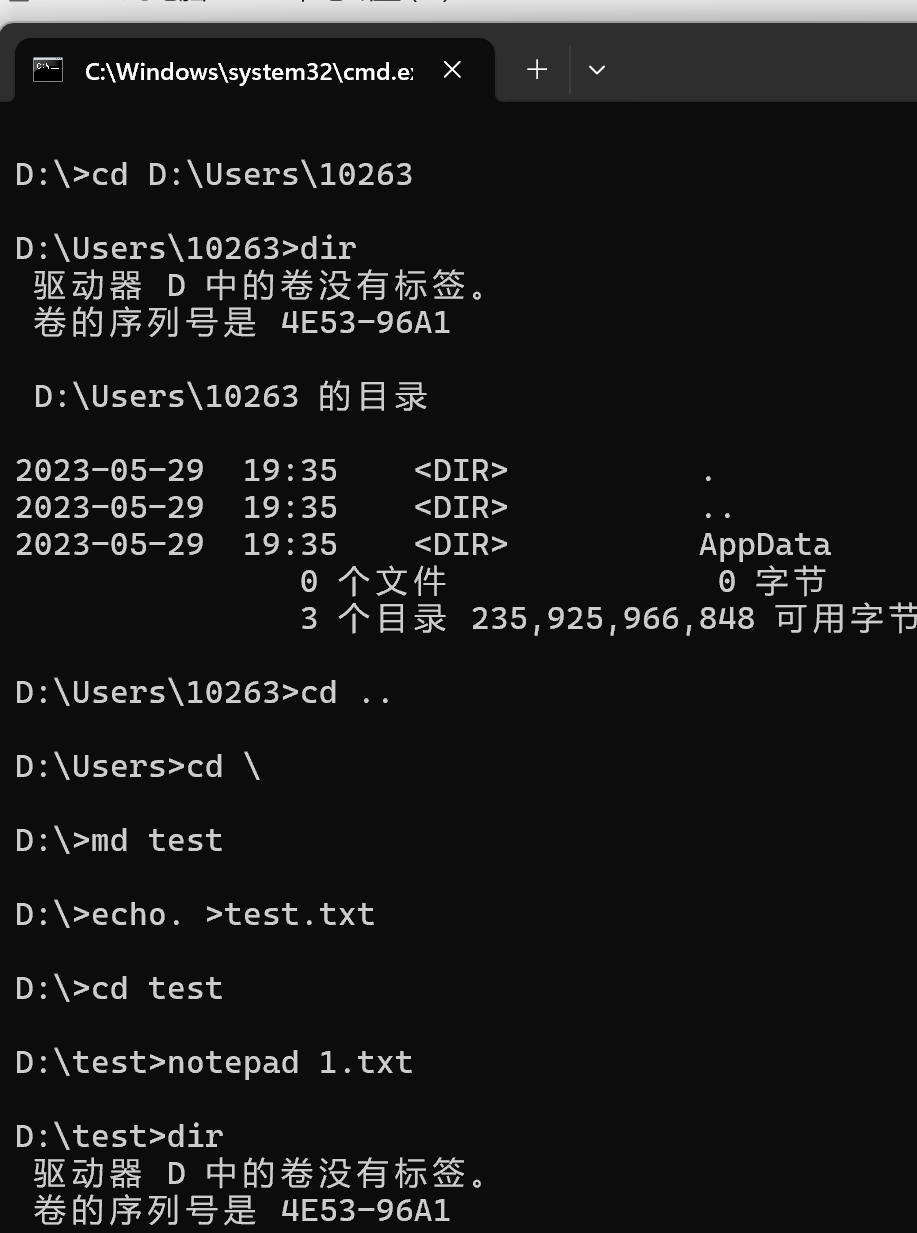 C:\Windows\system32\cmd.e
D:\>cd D:\Users\10263
D:\Users\10263>dir
驱动器 D 中的卷没有标签。
卷的序列号是 4E53-96A1
D:\Users\10263 的目录
2023-05-29  19:35    <DIR>          .
2023-05-29  19:35    <DIR>          ..
2023-05-29  19:35    <DIR>          AppData
0 个文件              0 字节
3 个目录 235,925,966,848 可用字节
D:\Users\10263>cd ..
D:\Users>cd \
D:\>md test
D:\>echo. >test.txt
D:\>cd test
D:\test>notepad 1.txt
D:\test>dir
驱动器 D 中的卷没有标签。
卷的序列号是 4E53-96A1